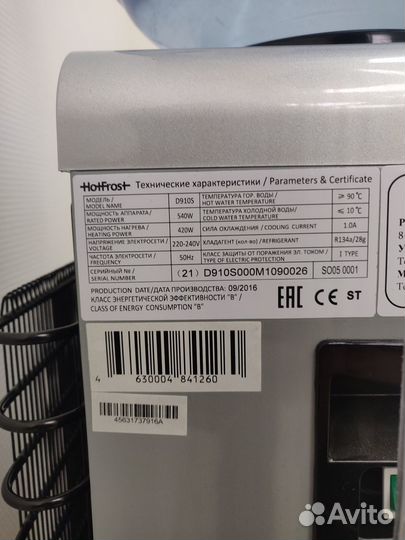 HotFrost Технические характеристики / Parameters & Certificate
МОДЕЛЬ / MODEL NAME D910S ТЕМПЕРАТУРА ГОР. ВОДЫ / HOT WATER TEMPERATURE ≥ 90℃
МОЩНОСТЬ АППАРАТА / RATED POWER 540W ТЕМПЕРАТУРА ХОЛОДНОЙ ВОДЫ / COLD WATER TEMPERATURE ≤ 10℃
МОЩНОСТЬ НАГРЕВА / HEATING POWER 420W СИЛА ОХЛАЖДЕНИЯ / COOLING CURRENT 1.0A
НАПРЯЖЕНИЕ ЭЛЕКТРОСЕТИ / VOLTAGE 220-240V ХЛАДАГЕНТ (кол-во) / REFRIGERANT R134a/28g
ЧАСТОТА ЭЛЕКТРОСЕТИ / FREQUENCY 50Hz КЛАСС ЗАЩИТЫ ОТ ПОРАЖЕНИЯ ЭЛ. ТОКОМ / TYPE OF ELECTRIC PROTECTION I TYPE
СЕРИЙНЫЙ № / SERIAL NUMBER (21) D910S000M1090026 SO05 0001
PRODUCTION DATE / ДАТА ПРОИЗВОДСТВА: 09/2016
КЛАСС ЭНЕРГЕТИЧЕСКОЙ ЭФФЕКТИВНОСТИ "B" /
CLASS OF ENERGY CONSUMPTION "B"
EAC CE ST
4 630004 841260
45631737916A
Avito